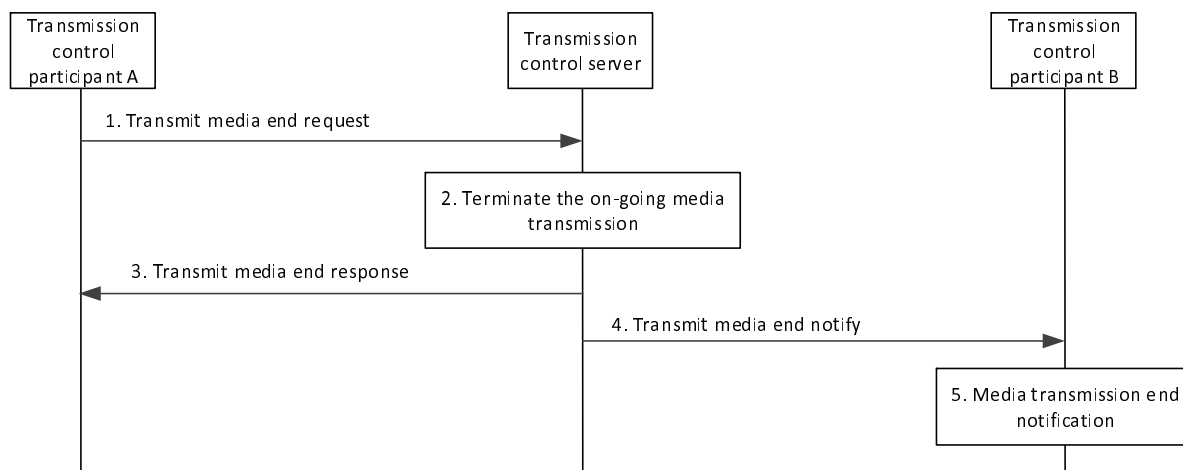 Transmission
control
participant A
Transmission
control server
Transmission
control
participant B
1. Transmit media end request
2. Terminate the on-going media
transmission
3. Transmit media end response
4. Transmit media end notify
5. Media transmission end
notification